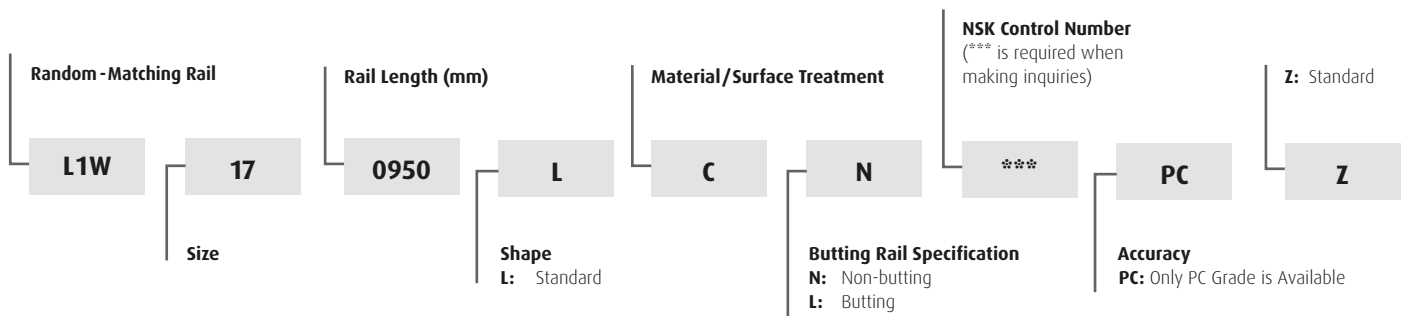 NSK Control Number
(*** is required when
making inquiries)
Random-Matching Rail
Rail Length (mm)
Material/Surface Treatment
Z: Standard
L1W
17
0950
L
C
N
***
PC
Z
Size
Shape
L: Standard
Butting Rail Specification
N: Non-butting
L: Butting
Accuracy
PC: Only PC Grade is Available